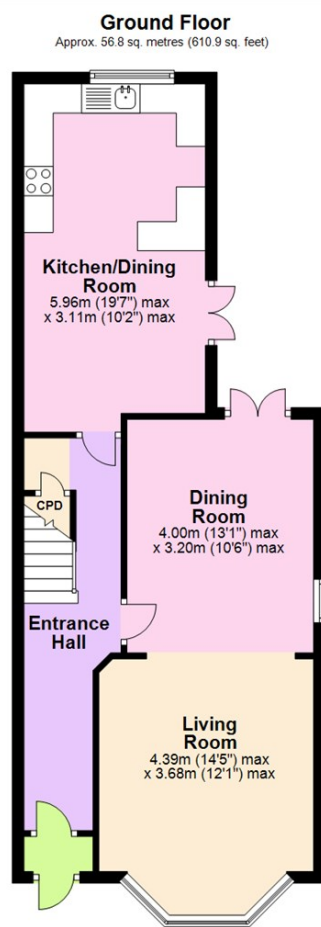 Ground Floor
Approx. 56.8 sq. metres (610.9 sq. feet)
Kitchen/Dining
Room
5.96m (19'7") max
x 3.11m (10'2") max
CPD
Dining
Room
4.00m (13'1") max
x 3.20m (10'6") max
Entrance
Hall
Living
Room
4.39m (14'5") max
x 3.68m (12'1") max